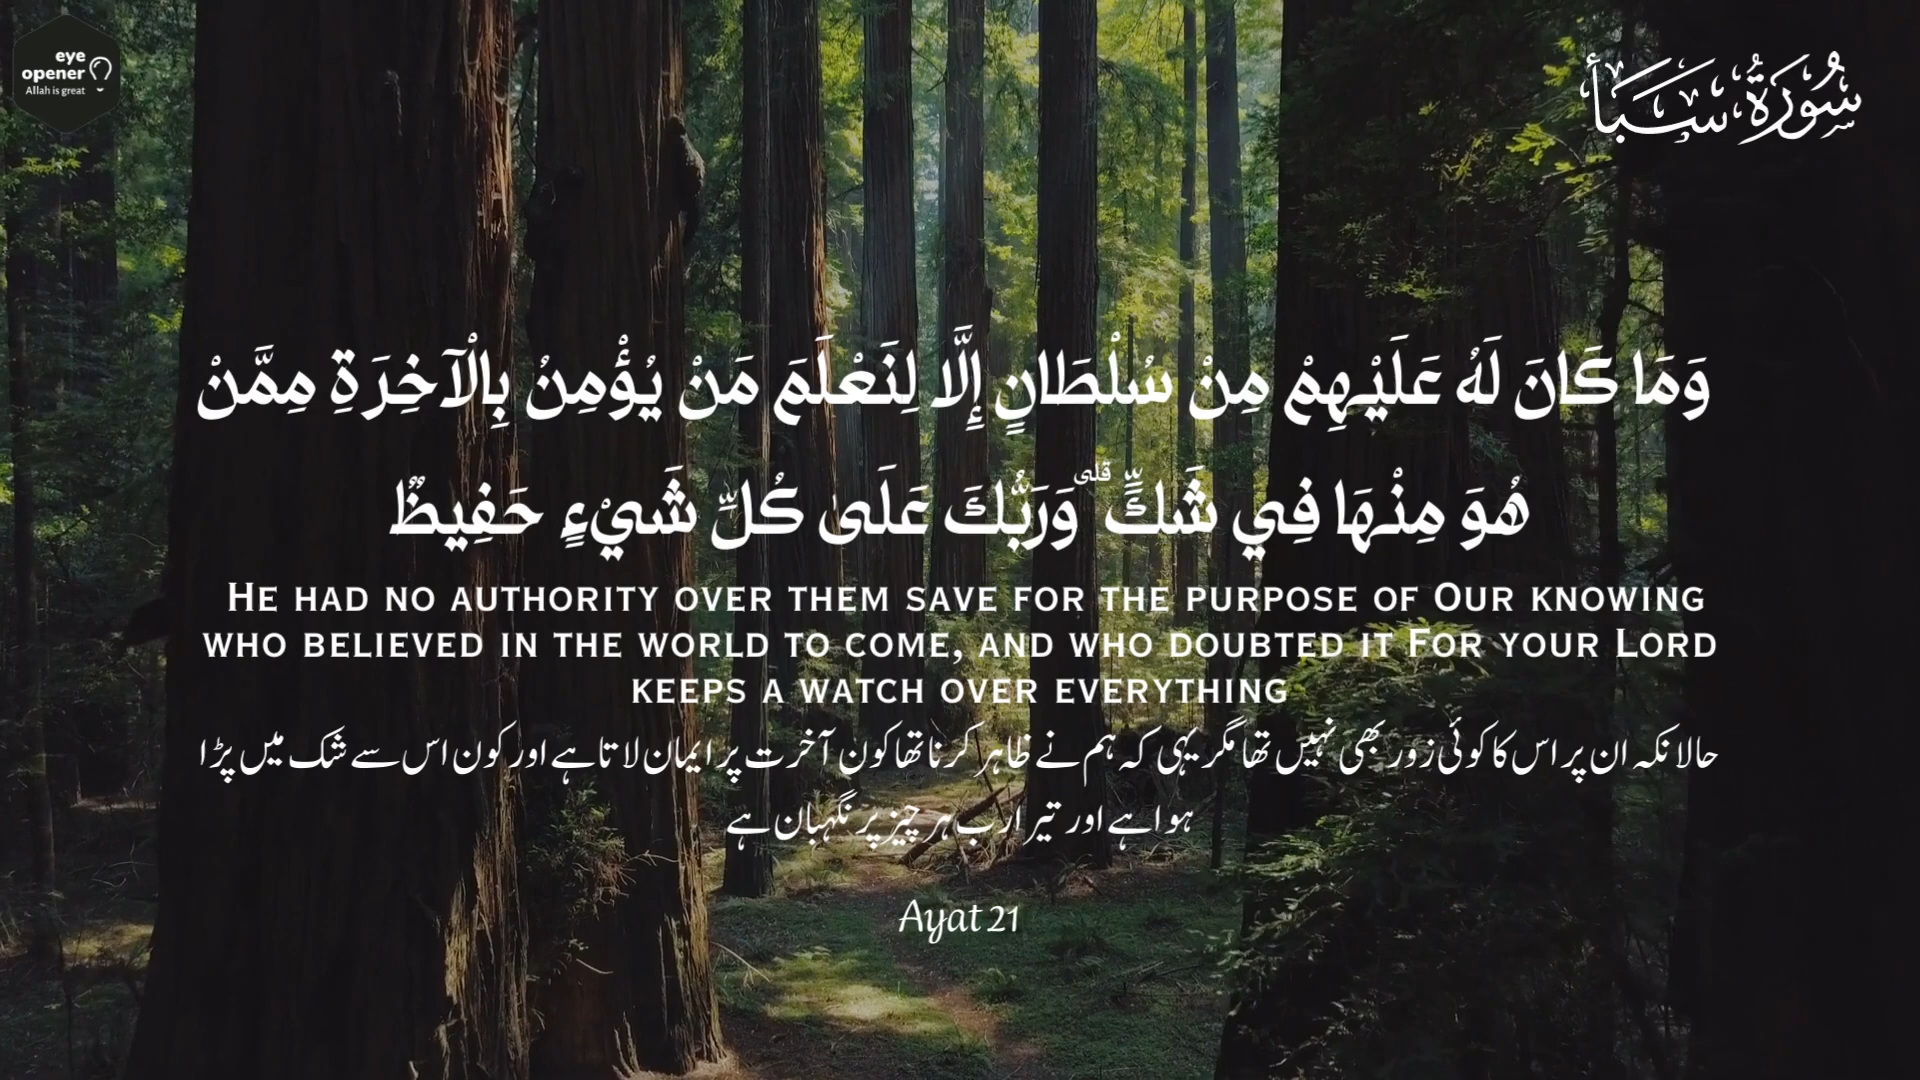 eye
opener
Allah is great
سُورَةُ سَبَأ
وَمَا كَانَ لَهُ عَلَيْهِمْ مِنْ سُلْطَانٍ إِلَّا لِنَعْلَمَ مَنْ يُؤْمِنُ بِالْآخِرَةِ مِمَّنْ
هُوَ مِنْهَا فِي شَكٍّ ۗ وَرَبُّكَ عَلَىٰ كُلِّ شَيْءٍ حَفِيظٌ
He had no authority over them save for the purpose of Our knowing
who believed in the world to come, and who doubted it For your Lord
keeps a watch over everything
حالانکہ ان پر اس کا کوئی زور بھی نہیں تھا مگر یہی کہ ہم نے ظاہر کرنا تھا کون آخرت پر ایمان لاتا ہے اور کون اس سے شک میں پڑا
ہوا ہے اور تیرا رب ہر چیز پر نگہبان ہے
Ayat 21